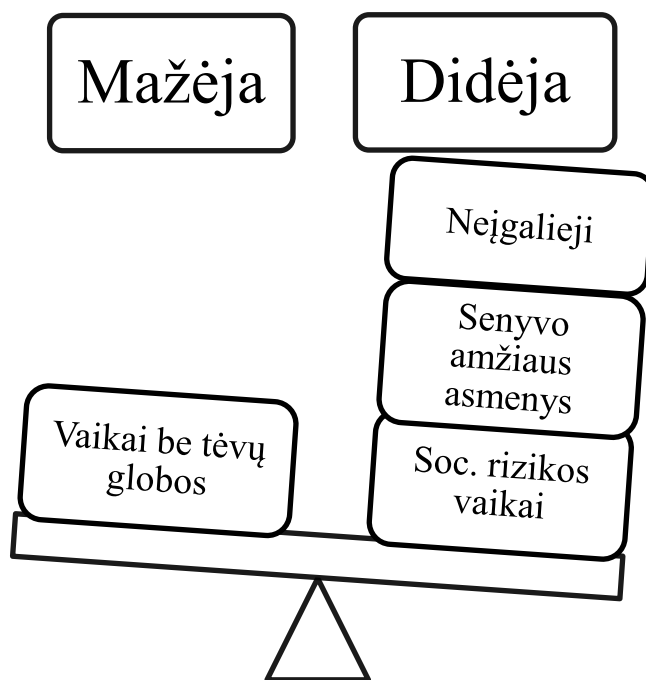 Mažėja
Didėja
Neįgalieji
Senyvo
amžiaus
asmenys
Vaikai be tėvų
globos
Soc. rizikos
vaikai